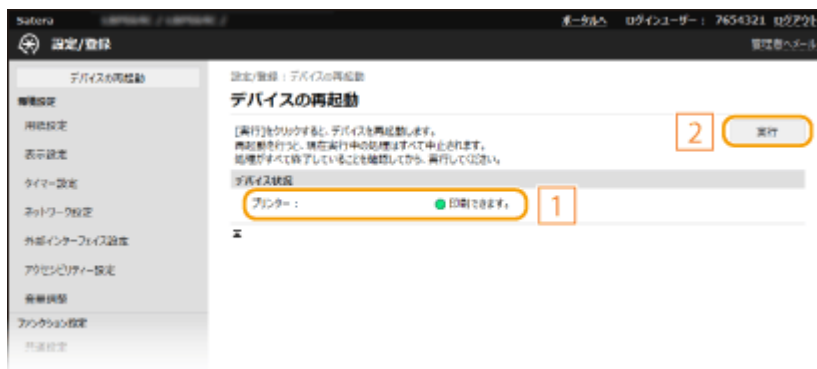 Satera
ポータルへ ログインユーザー： 7654321 ログアウト
設定/登録
管理者へメール
デバイスの再起動
環境設定
用紙設定
表示設定
タイマー設定
ネットワーク設定
外部インターフェイス設定
アクセシビリティー設定
音量調整
ファンクション設定
共通設定
設定/登録：デバイスの再起動
デバイスの再起動
[実行]をクリックすると、デバイスを再起動します。
再起動を行うと、現在実行中の処理はすべて中止されます。
処理がすべて終了していることを確認してから、実行してください。
2
実行
デバイス状況
プリンター： 印刷できます。
1